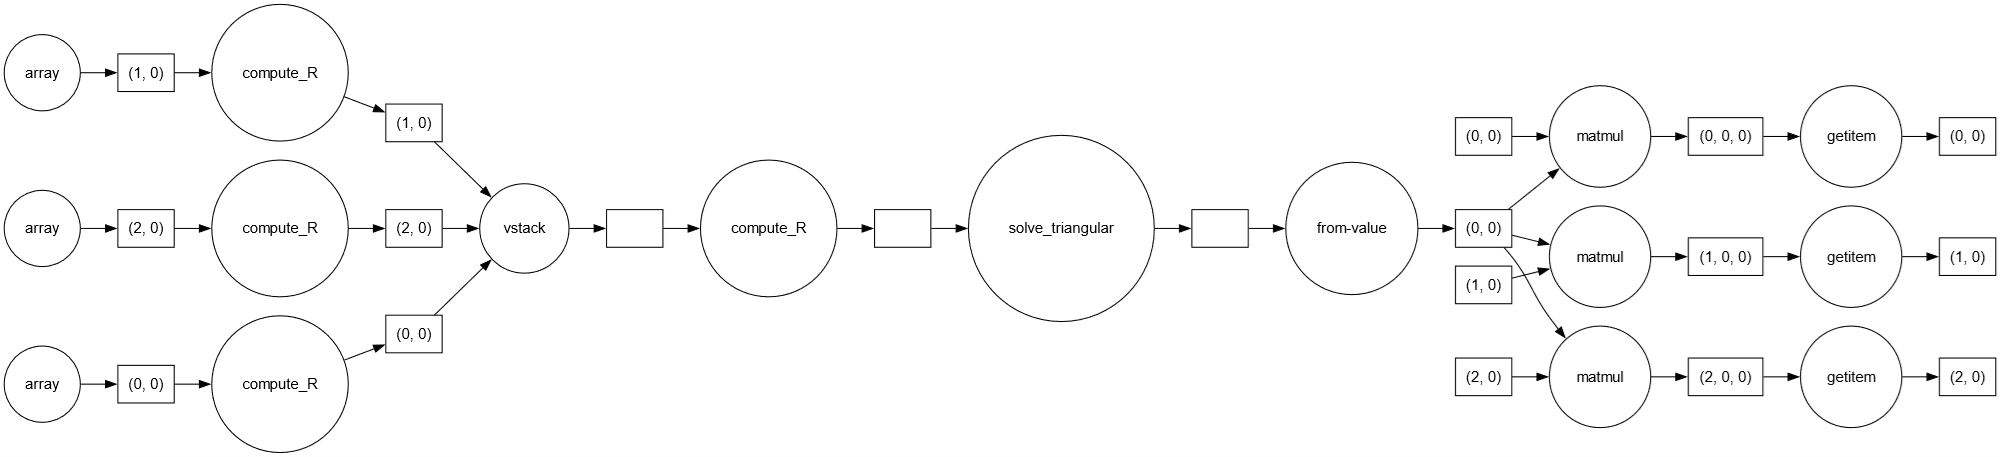 array
(1, 0)
compute_R
(1, 0)
array
(2, 0)
compute_R
(2, 0)
array
(0, 0)
compute_R
(0, 0)
vstack
compute_R
solve_triangular
from-value
(0, 0)
(0, 0)
(1, 0)
(2, 0)
matmul
(0, 0, 0)
getitem
(0, 0)
matmul
(1, 0, 0)
getitem
(1, 0)
matmul
(2, 0, 0)
getitem
(2, 0)